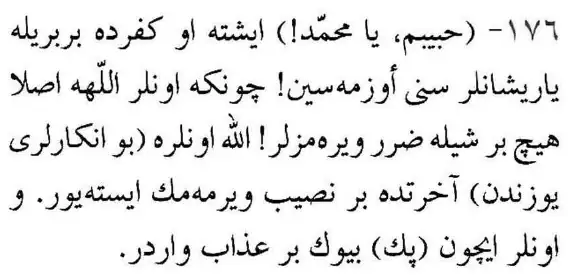 ١٧٦- (حبيبم، يا محمّد!) ايشته او كفرده بربريله
ياريشانلر سنى أوزمه‌سين! چونكه اونلر اللّهه اصلا
هيچ بر شيله ضرر ويره‌مزلر! اللّٰه اونلره (بو انكارلرى
يوزندن) آخرتده بر نصيب ويرمه‌مك ايسته‌يور. و
اونلر ايچون (پك) بيوك بر عذاب واردر.